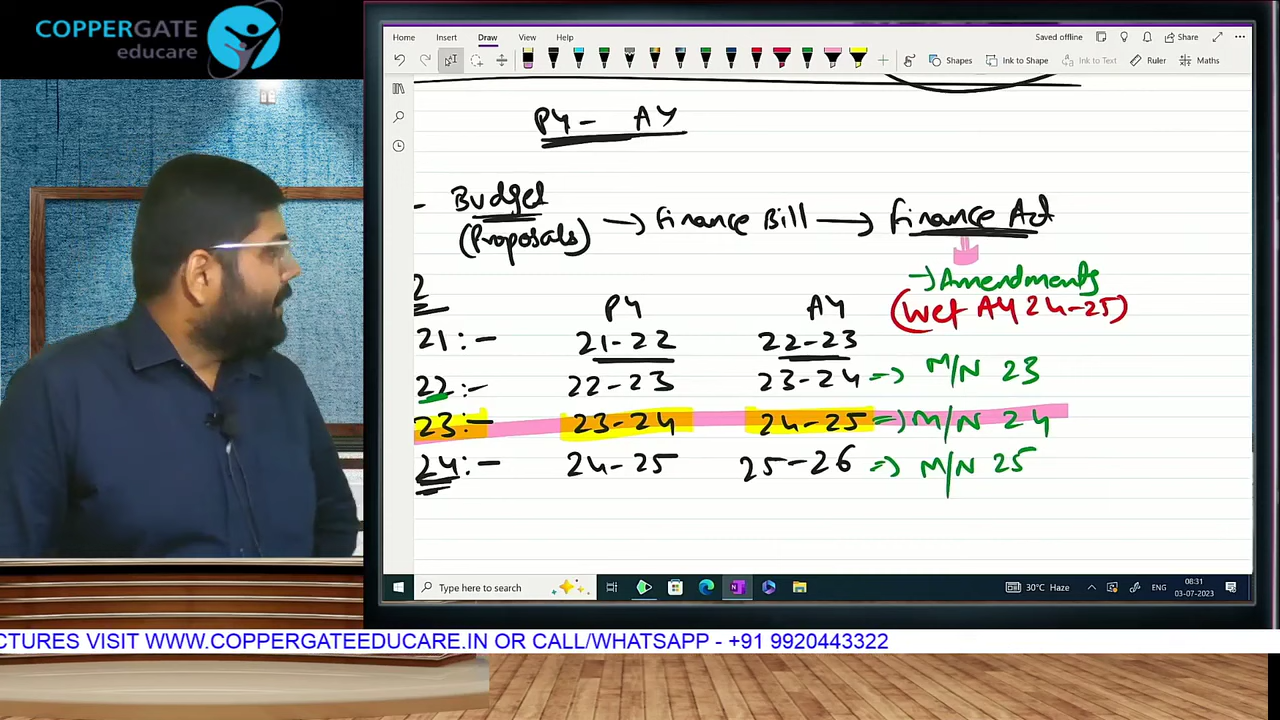 COPPERGATE
educare
Home Insert Draw View Help
Saved offline Share
Shapes Ink to Shape Ink to Text Ruler Maths
PY - AY
- Budget
(Proposals) → Finance Bill → Finance Act
→ Amendments
(wef AY 24-25)
2 PY AY
21:- 21-22 22-23
22:- 22-23 23-24 => M/N 23
23:- 23-24 24-25 => M/N 24
24:- 24-25 25-26 => M/N 25
Type here to search 30°C Haze ENG 08:31
03-07-2023
CTURES VISIT WWW.COPPERGATEEDUCARE.IN OR CALL/WHATSAPP - +91 9920443322